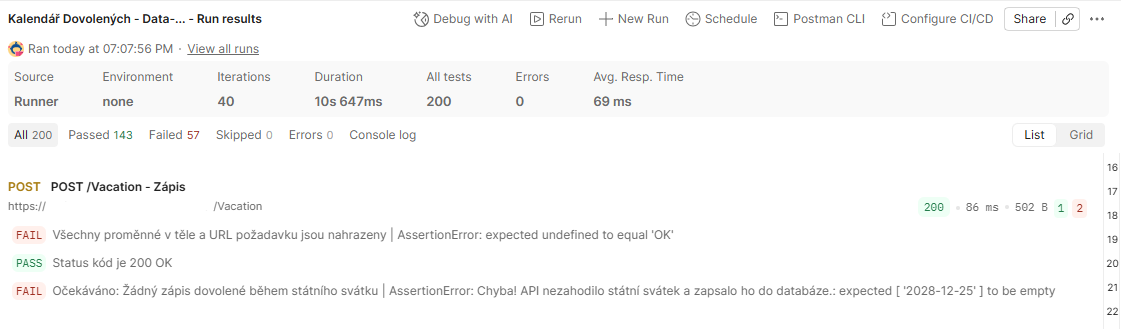 Kalendář Dovolených - Data-... - Run results
Debug with AI
Rerun
New Run
Schedule
Postman CLI
Configure CI/CD
Share
Ran today at 07:07:56 PM · View all runs
Source Environment Iterations Duration All tests Errors Avg. Resp. Time
Runner none 40 10s 647ms 200 0 69 ms
All 200 Passed 143 Failed 57 Skipped 0 Errors 0 Console log
List Grid
POST POST /Vacation - Zápis
https:// /Vacation
200 • 86 ms • 502 B 1 2
FAIL Všechny proměnné v těle a URL požadavku jsou nahrazeny | AssertionError: expected undefined to equal 'OK'
PASS Status kód je 200 OK
FAIL Očekáváno: Žádný zápis dovolené během státního svátku | AssertionError: Chyba! API nezahodilo státní svátek a zapsalo ho do databáze.: expected [ '2028-12-25' ] to be empty
16
17
18
19
20
21
22